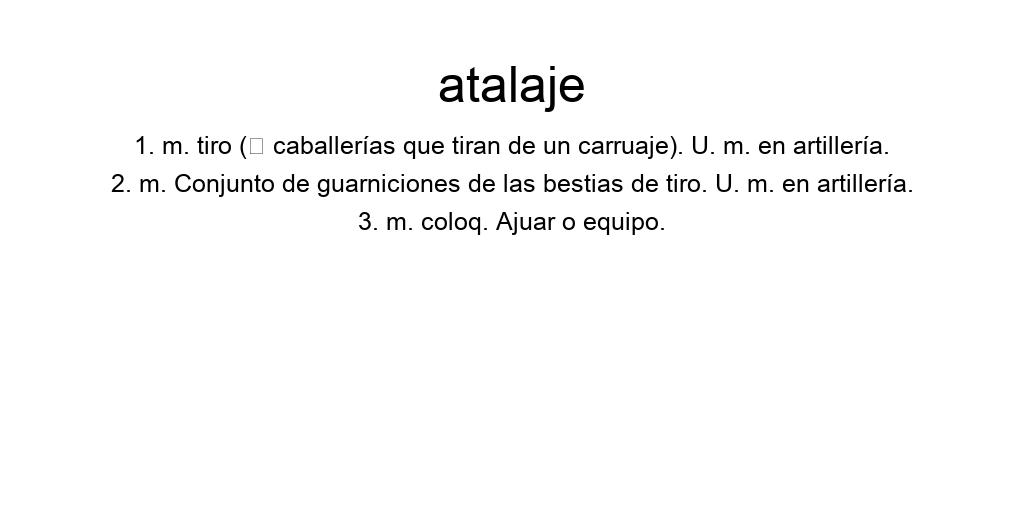 atalaje
1. m. tiro (□ caballerías que tiran de un carruaje). U. m. en artillería.
2. m. Conjunto de guarniciones de las bestias de tiro. U. m. en artillería.
3. m. coloq. Ajuar o equipo.